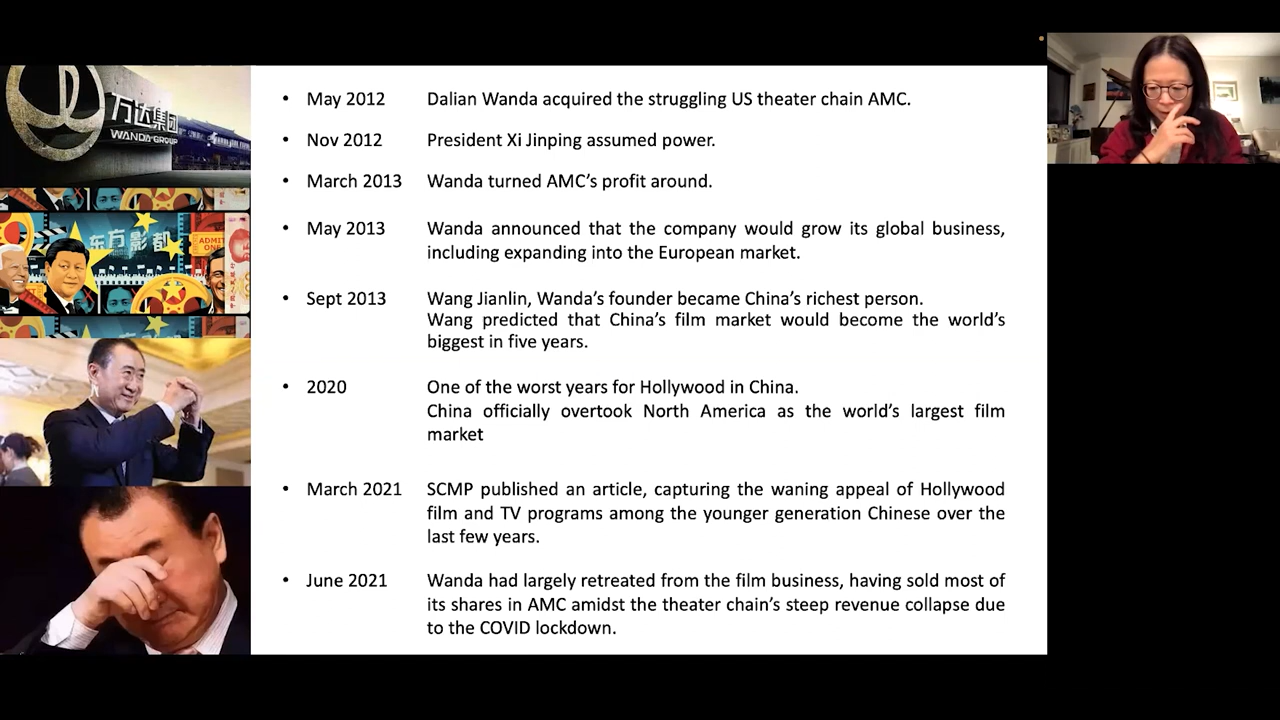 万达集团
WANDA GROUP
东方影都
ADMIT
ONE
• May 2012 Dalian Wanda acquired the struggling US theater chain AMC.
• Nov 2012 President Xi Jinping assumed power.
• March 2013 Wanda turned AMC’s profit around.
• May 2013 Wanda announced that the company would grow its global business,
including expanding into the European market.
• Sept 2013 Wang Jianlin, Wanda’s founder became China’s richest person.
Wang predicted that China’s film market would become the world’s
biggest in five years.
• 2020 One of the worst years for Hollywood in China.
China officially overtook North America as the world’s largest film
market
• March 2021 SCMP published an article, capturing the waning appeal of Hollywood
film and TV programs among the younger generation Chinese over the
last few years.
• June 2021 Wanda had largely retreated from the film business, having sold most of
its shares in AMC amidst the theater chain’s steep revenue collapse due
to the COVID lockdown.